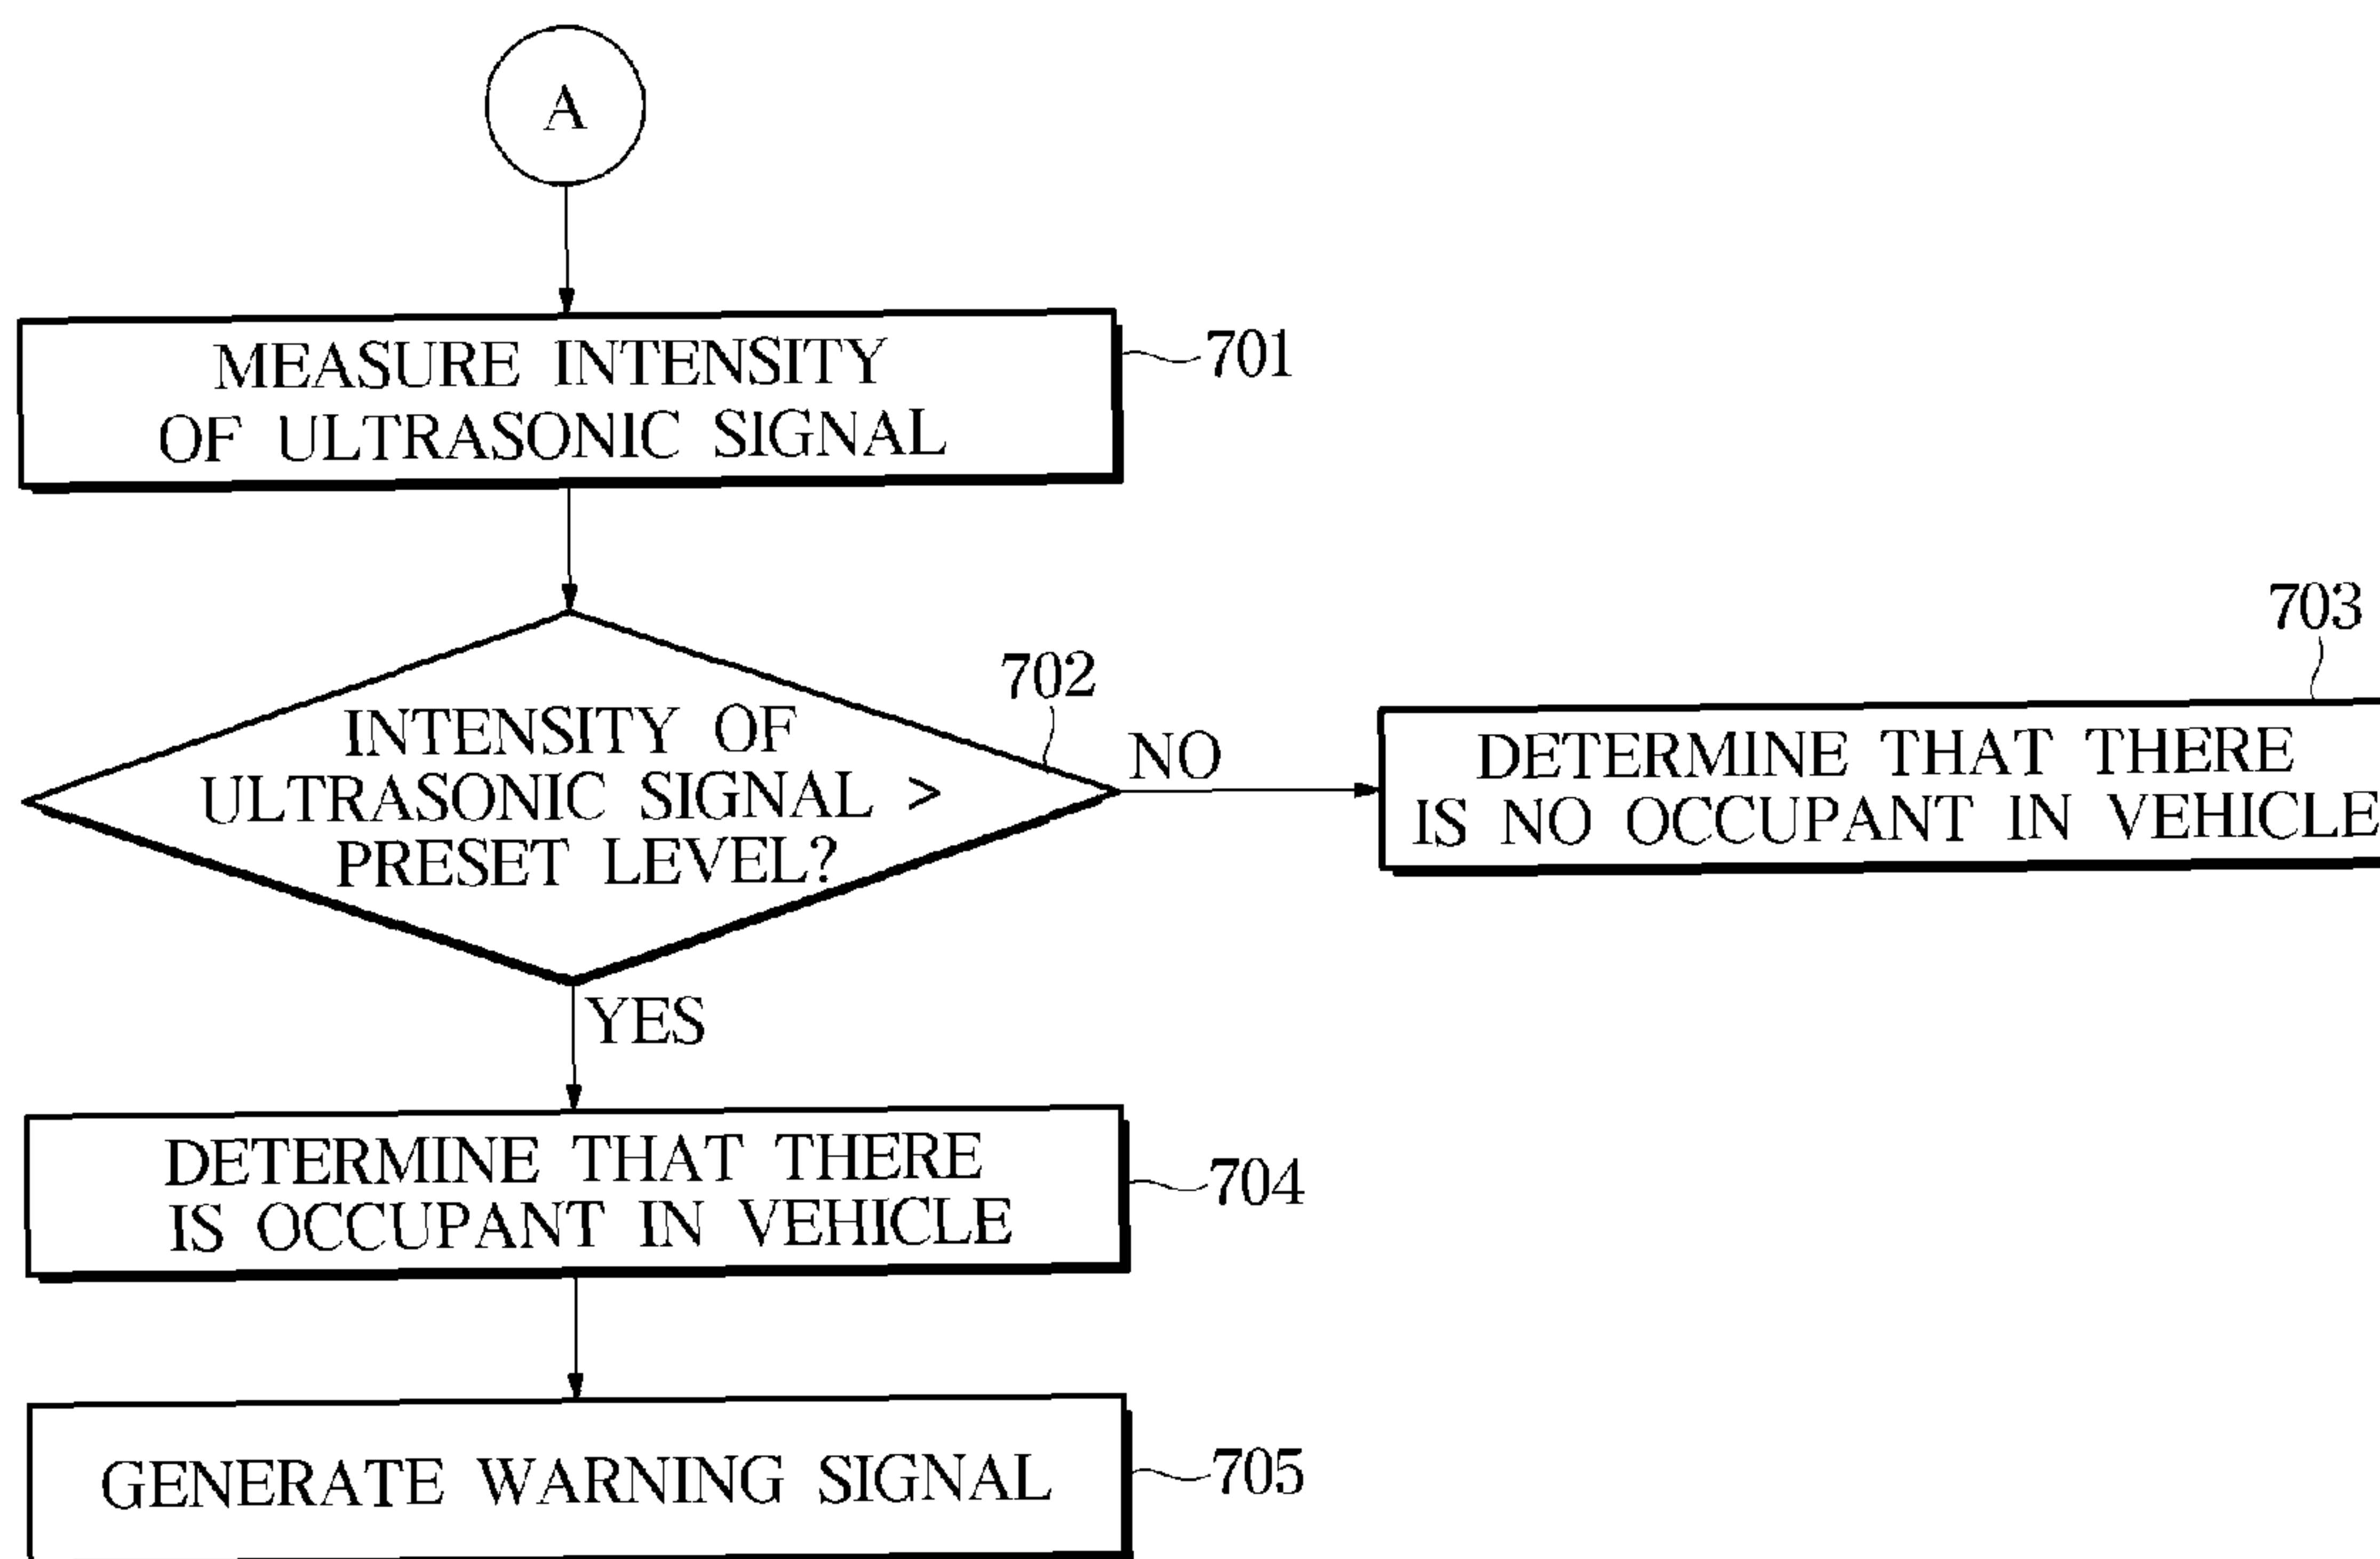 A
MEASURE INTENSITY
OF ULTRASONIC SIGNAL
701
702
INTENSITY OF
ULTRASONIC SIGNAL >
PRESET LEVEL?
NO
703
DETERMINE THAT THERE
IS NO OCCUPANT IN VEHICLE
YES
DETERMINE THAT THERE
IS OCCUPANT IN VEHICLE
704
GENERATE WARNING SIGNAL
705